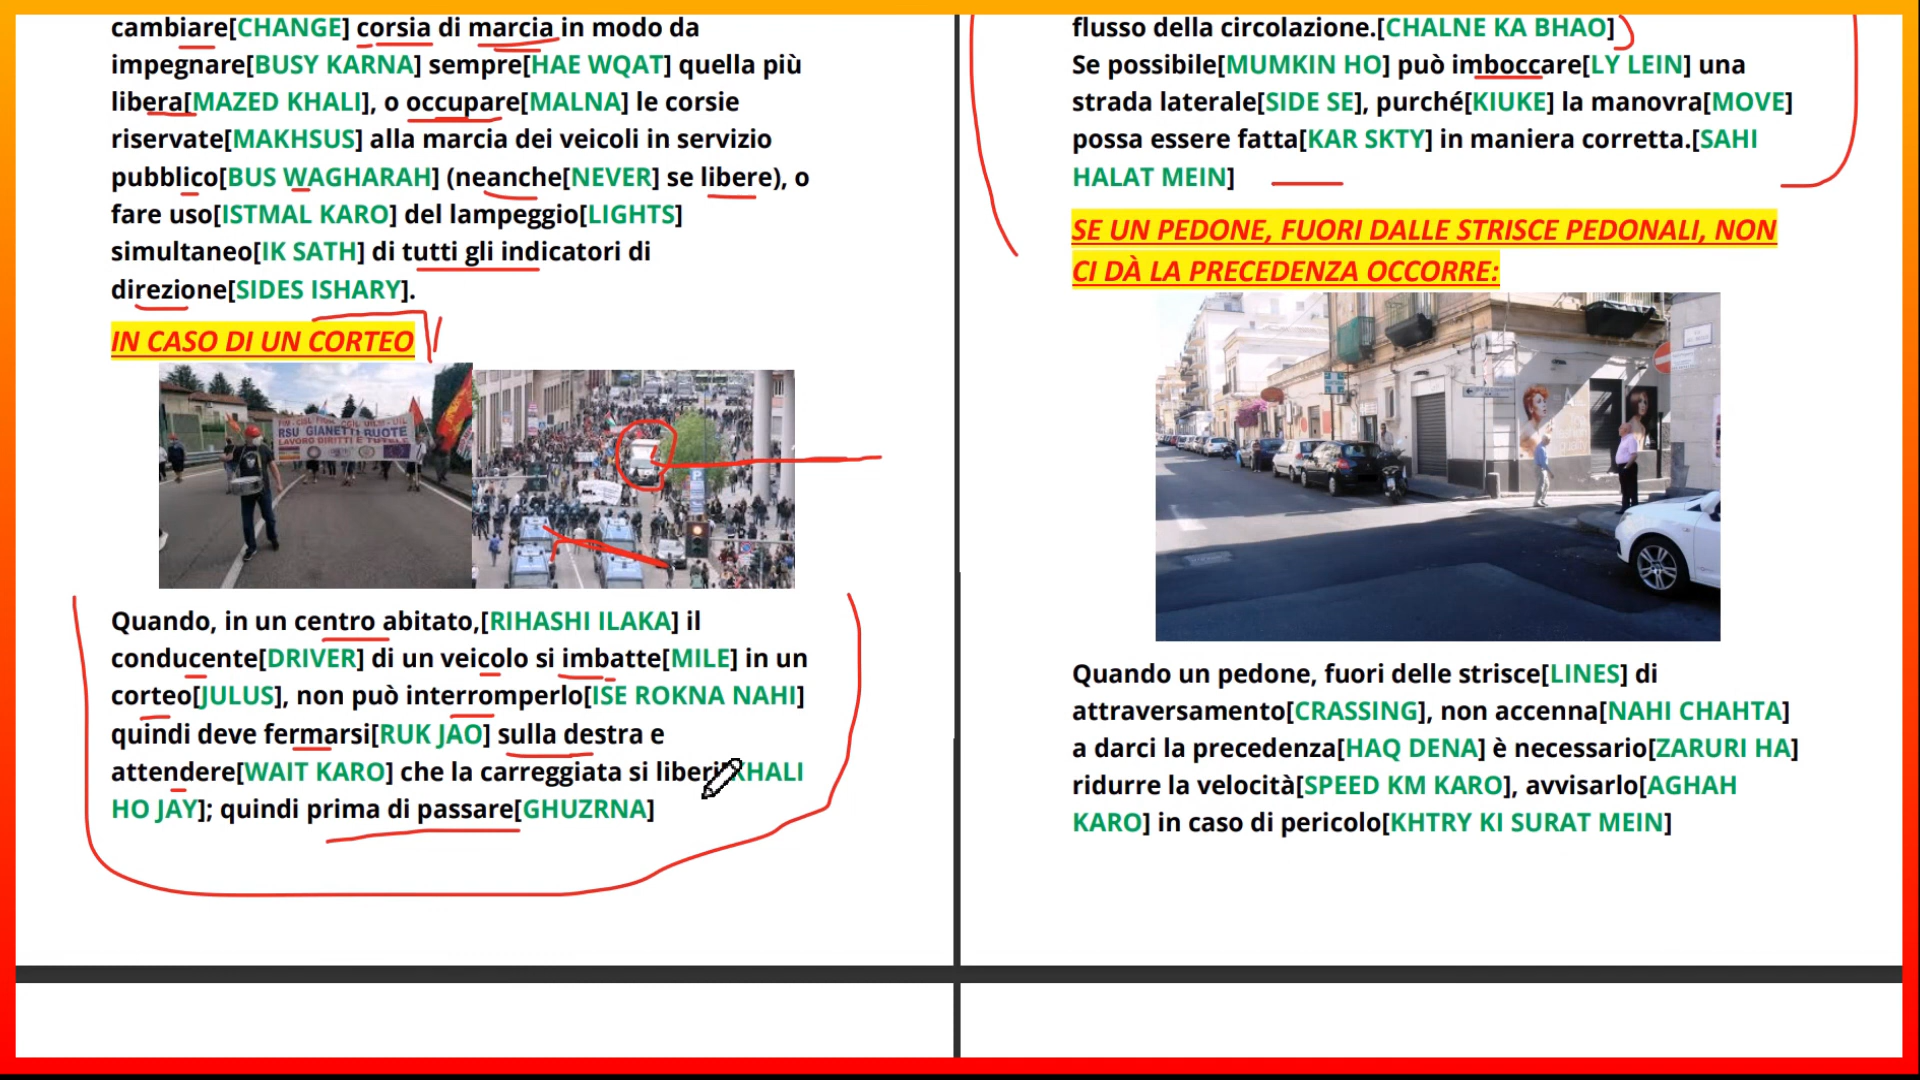 cambiare[CHANGE] corsia di marcia in modo da
impegnare[BUSY KARNA] sempre[HAE WQAT] quella più
libera[MAZED KHALI], o occupare[MALNA] le corsie
riservate[MAKHSUS] alla marcia dei veicoli in servizio
pubblico[BUS WAGHARAH] (neanche[NEVER] se libere), o
fare uso[ISTMAL KARO] del lampeggio[LIGHTS]
simultaneo[IK SATH] di tutti gli indicatori di
direzione[SIDES ISHARY].
IN CASO DI UN CORTEO
RSU GIANETTI RUOTE
LAVORO DIRITTI E TUTELE
Quando, in un centro abitato,[RIHASHI ILAKA] il
conducente[DRIVER] di un veicolo si imbatte[MILE] in un
corteo[JULUS], non può interromperlo[ISE ROKNA NAHI]
quindi deve fermarsi[RUK JAO] sulla destra e
attendere[WAIT KARO] che la carreggiata si liberi[KHALI
HO JAY]; quindi prima di passare[GHUZRNA]
flusso della circolazione.[CHALNE KA BHAO]
Se possibile[MUMKIN HO] può imboccare[LY LEIN] una
strada laterale[SIDE SE], purché[KIUKE] la manovra[MOVE]
possa essere fatta[KAR SKTY] in maniera corretta.[SAHI
HALAT MEIN]
SE UN PEDONE, FUORI DALLE STRISCE PEDONALI, NON
CI DÀ LA PRECEDENZA OCCORRE:
Quando un pedone, fuori delle strisce[LINES] di
attraversamento[CRASSING], non accenna[NAHI CHAHTA]
a darci la precedenza[HAQ DENA] è necessario[ZARURI HA]
ridurre la velocità[SPEED KM KARO], avvisarlo[AGHAH
KARO] in caso di pericolo[KHTRY KI SURAT MEIN]